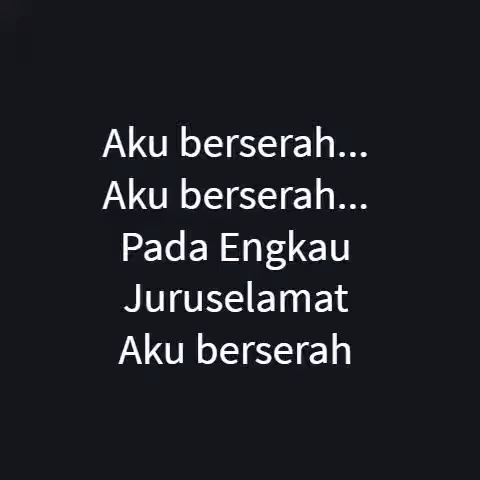 Aku berserah...
Aku berserah...
Pada Engkau
Juruselamat
Aku berserah